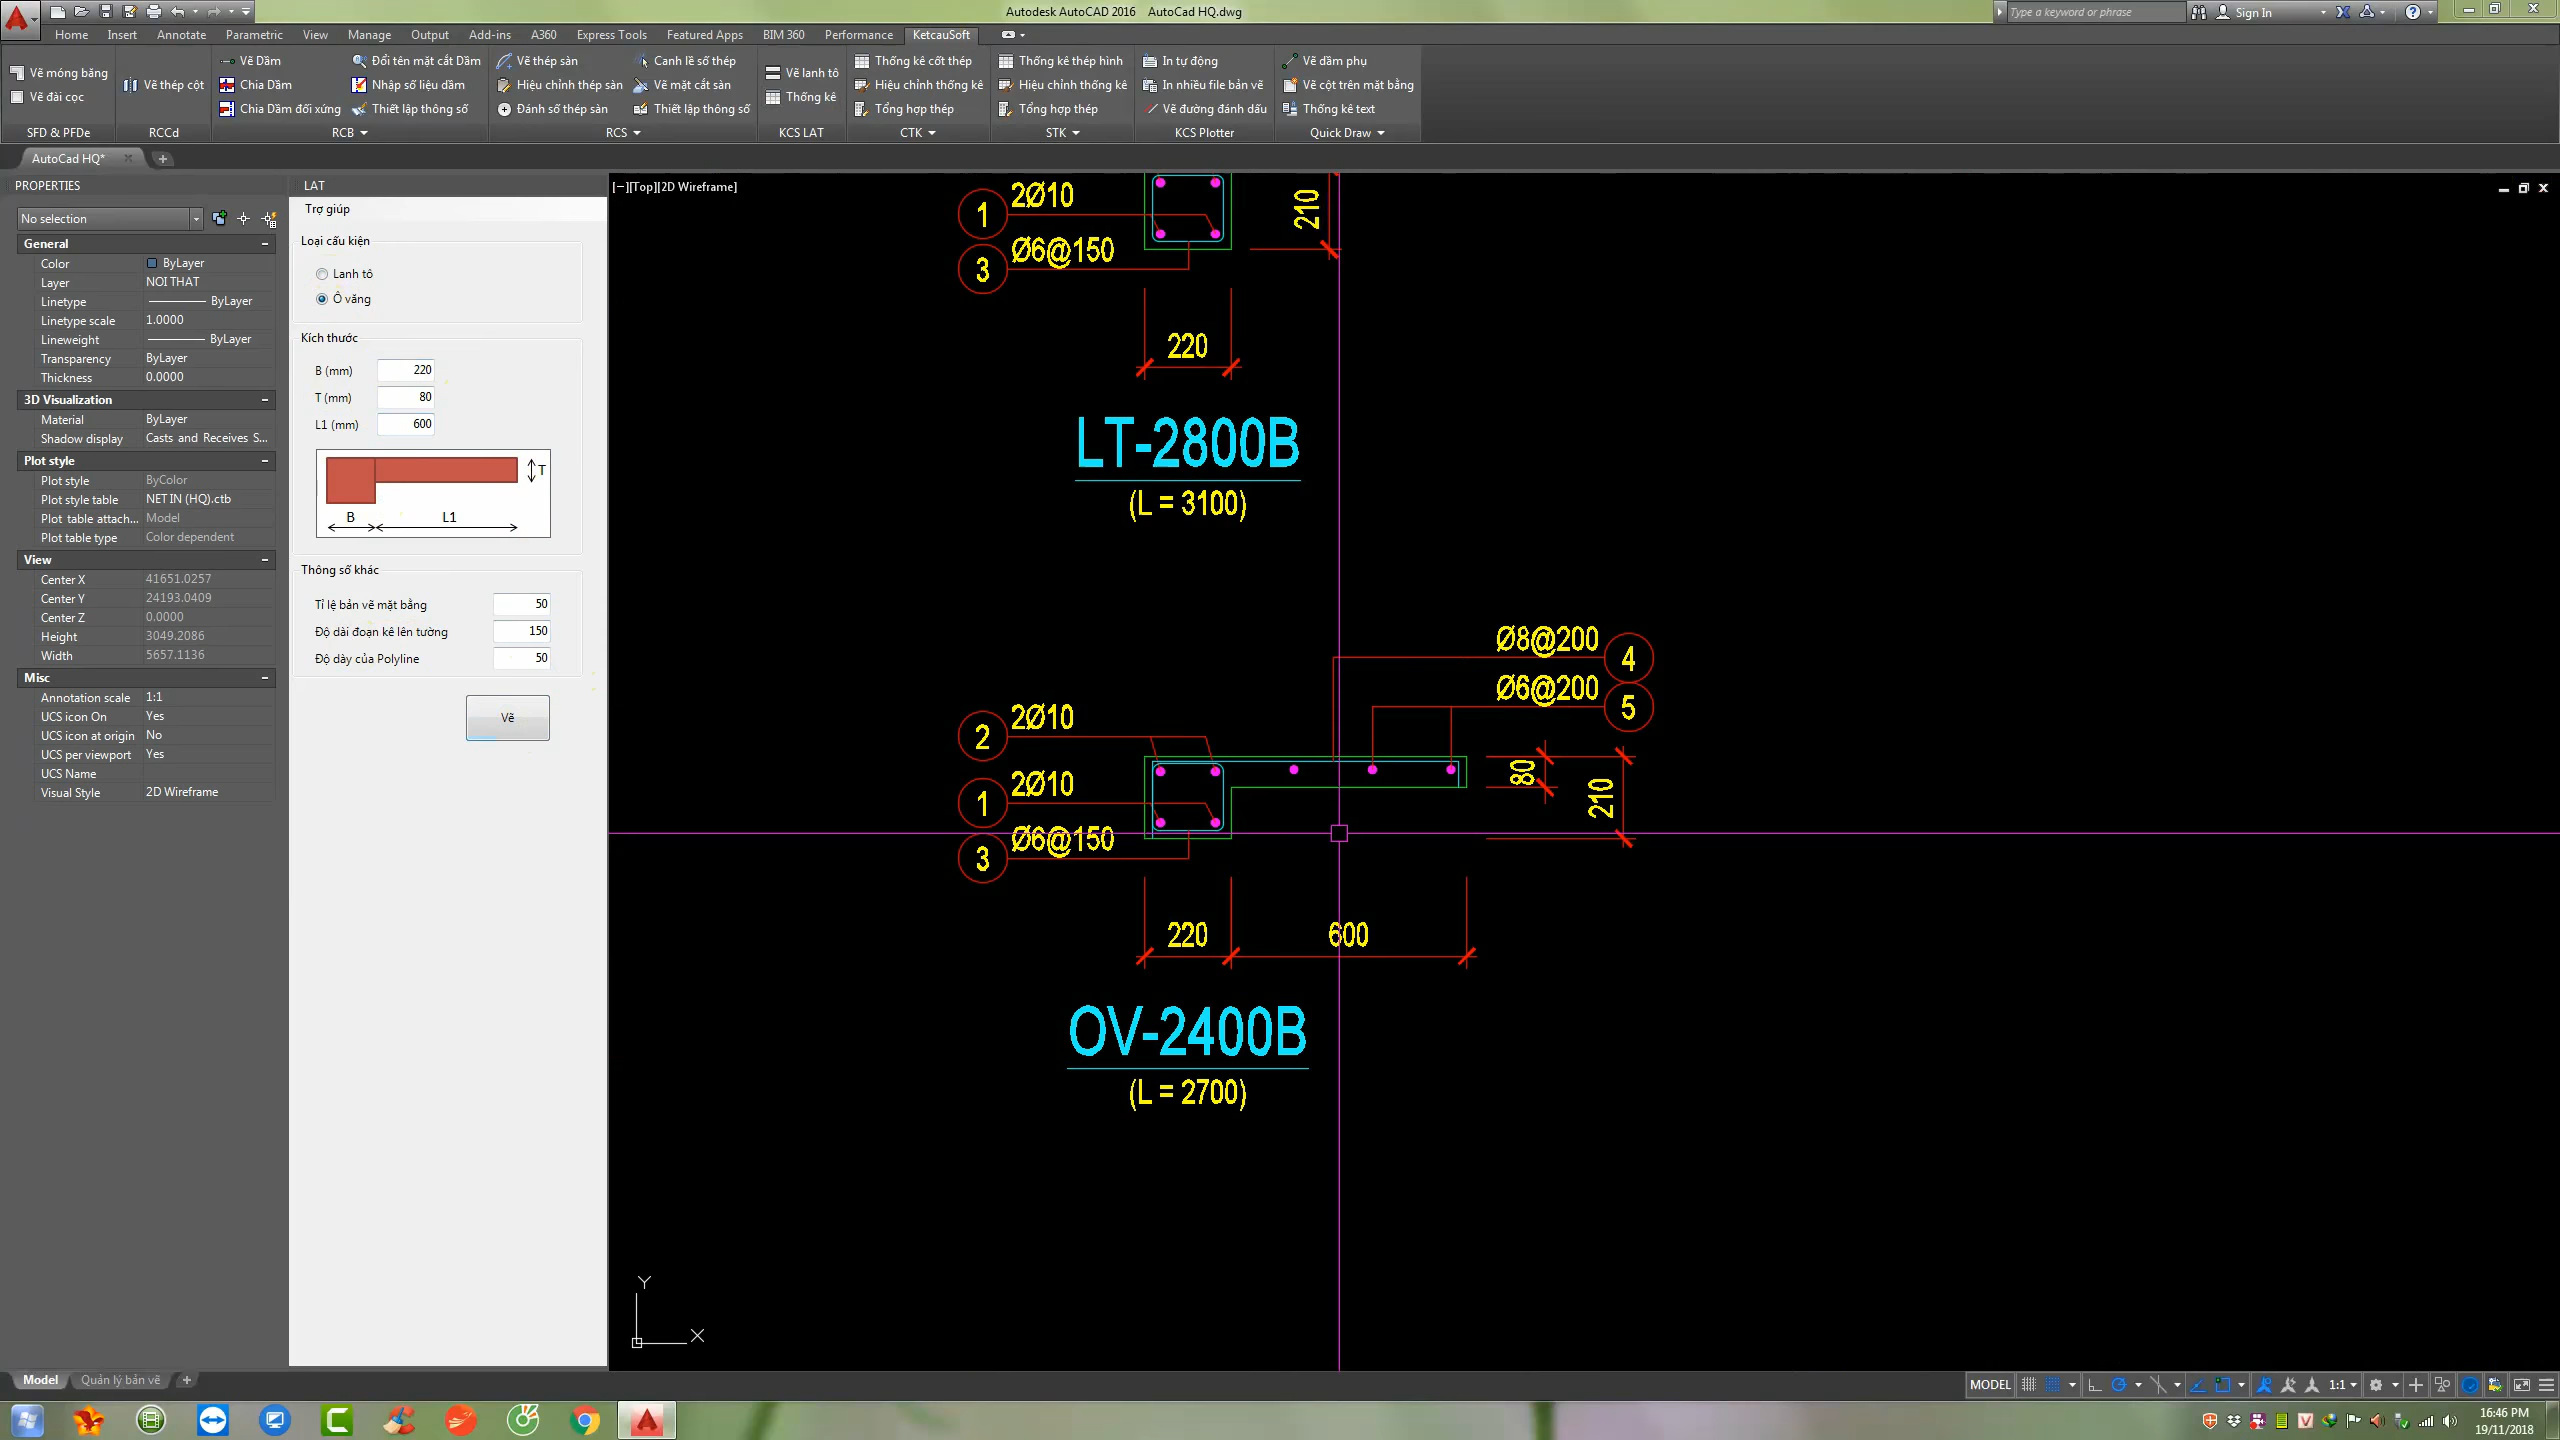 Autodesk AutoCAD 2016 AutoCad HQ.dwg
Type a keyword or phrase
Sign In
Home Insert Annotate Parametric View Manage Output Add-ins A360 Express Tools Featured Apps BIM 360 Performance KetcauSoft
Vẽ móng băng
Vẽ đài cọc
SFD & PFDe
Vẽ thép cột
RCCd
Vẽ Dầm
Chia Dầm
Chia Dầm đối xứng
Đổi tên mặt cắt Dầm
Nhập số liệu dầm
Thiết lập thông số
RCB
Vẽ thép sàn
Hiệu chỉnh thép sàn
Đánh số thép sàn
Canh lề số thép
Vẽ mặt cắt sàn
Thiết lập thông số
RCS
Vẽ lanh tô
Thống kê
KCS LAT
Thống kê cốt thép
Hiệu chỉnh thống kê
Tổng hợp thép
CTK
Thống kê thép hình
Hiệu chỉnh thống kê
Tổng hợp thép
STK
In tự động
In nhiều file bản vẽ
Vẽ đường đánh dấu
KCS Plotter
Vẽ dầm phụ
Vẽ cột trên mặt bằng
Thống kê text
Quick Draw
AutoCad HQ*
PROPERTIES
No selection
General
Color ByLayer
Layer NOI THAT
Linetype ByLayer
Linetype scale 1.0000
Lineweight ByLayer
Transparency ByLayer
Thickness 0.0000
3D Visualization
Material ByLayer
Shadow display Casts and Receives S...
Plot style
Plot style ByColor
Plot style table NET IN (HQ).ctb
Plot table attach... Model
Plot table type Color dependent
View
Center X 41651.0257
Center Y 24193.0409
Center Z 0.0000
Height 3049.2086
Width 5657.1136
Misc
Annotation scale 1:1
UCS icon On Yes
UCS icon at origin No
UCS per viewport Yes
UCS Name
Visual Style 2D Wireframe
LAT
Trợ giúp
Loại cấu kiện
Lanh tô
Ô văng
Kích thước
B (mm) 220
T (mm) 80
L1 (mm) 600
T
B L1
Thông số khác
Tỉ lệ bản vẽ mặt bằng 50
Độ dài đoạn kê lên tường 150
Độ dày của Polyline 50
Vẽ
[−][Top][2D Wireframe]
1 2Ø10
3 Ø6@150
210
220
LT-2800B
(L = 3100)
Ø8@200 4
Ø6@200 5
2 2Ø10
1 2Ø10
3 Ø6@150
80
210
220 600
OV-2400B
(L = 2700)
Y
X
Model Quản lý bản vẽ
MODEL
1:1
16:46 PM
19/11/2018